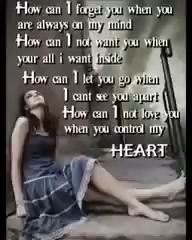 How can I forget you when you
are always on my mind
How can I not want you when
your all i want inside
How can I let you go when
I cant see you apart
How can I not love you
when you control my
HEART